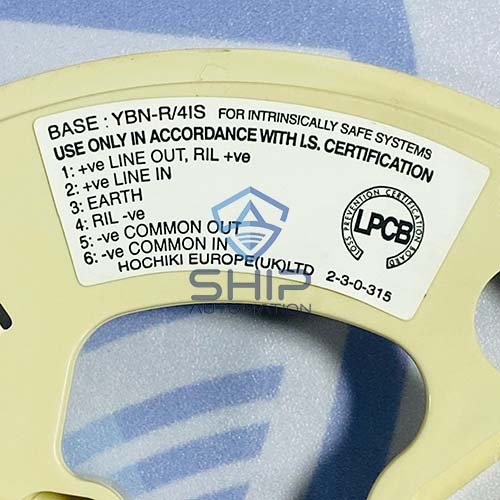 BASE : YBN-R/4IS FOR INTRINSICALLY SAFE SYSTEMS
USE ONLY IN ACCORDANCE WITH I.S. CERTIFICATION
1: +ve LINE OUT, RIL +ve
2: +ve LINE IN
3: EARTH
4: RIL -ve
5: -ve COMMON OUT
6: -ve COMMON IN
HOCHIKI EUROPE(UK)LTD 2-3-0-315
LOSS PREVENTION CERTIFICATION BOARD
LPCB
SHIP
AUTOMATION